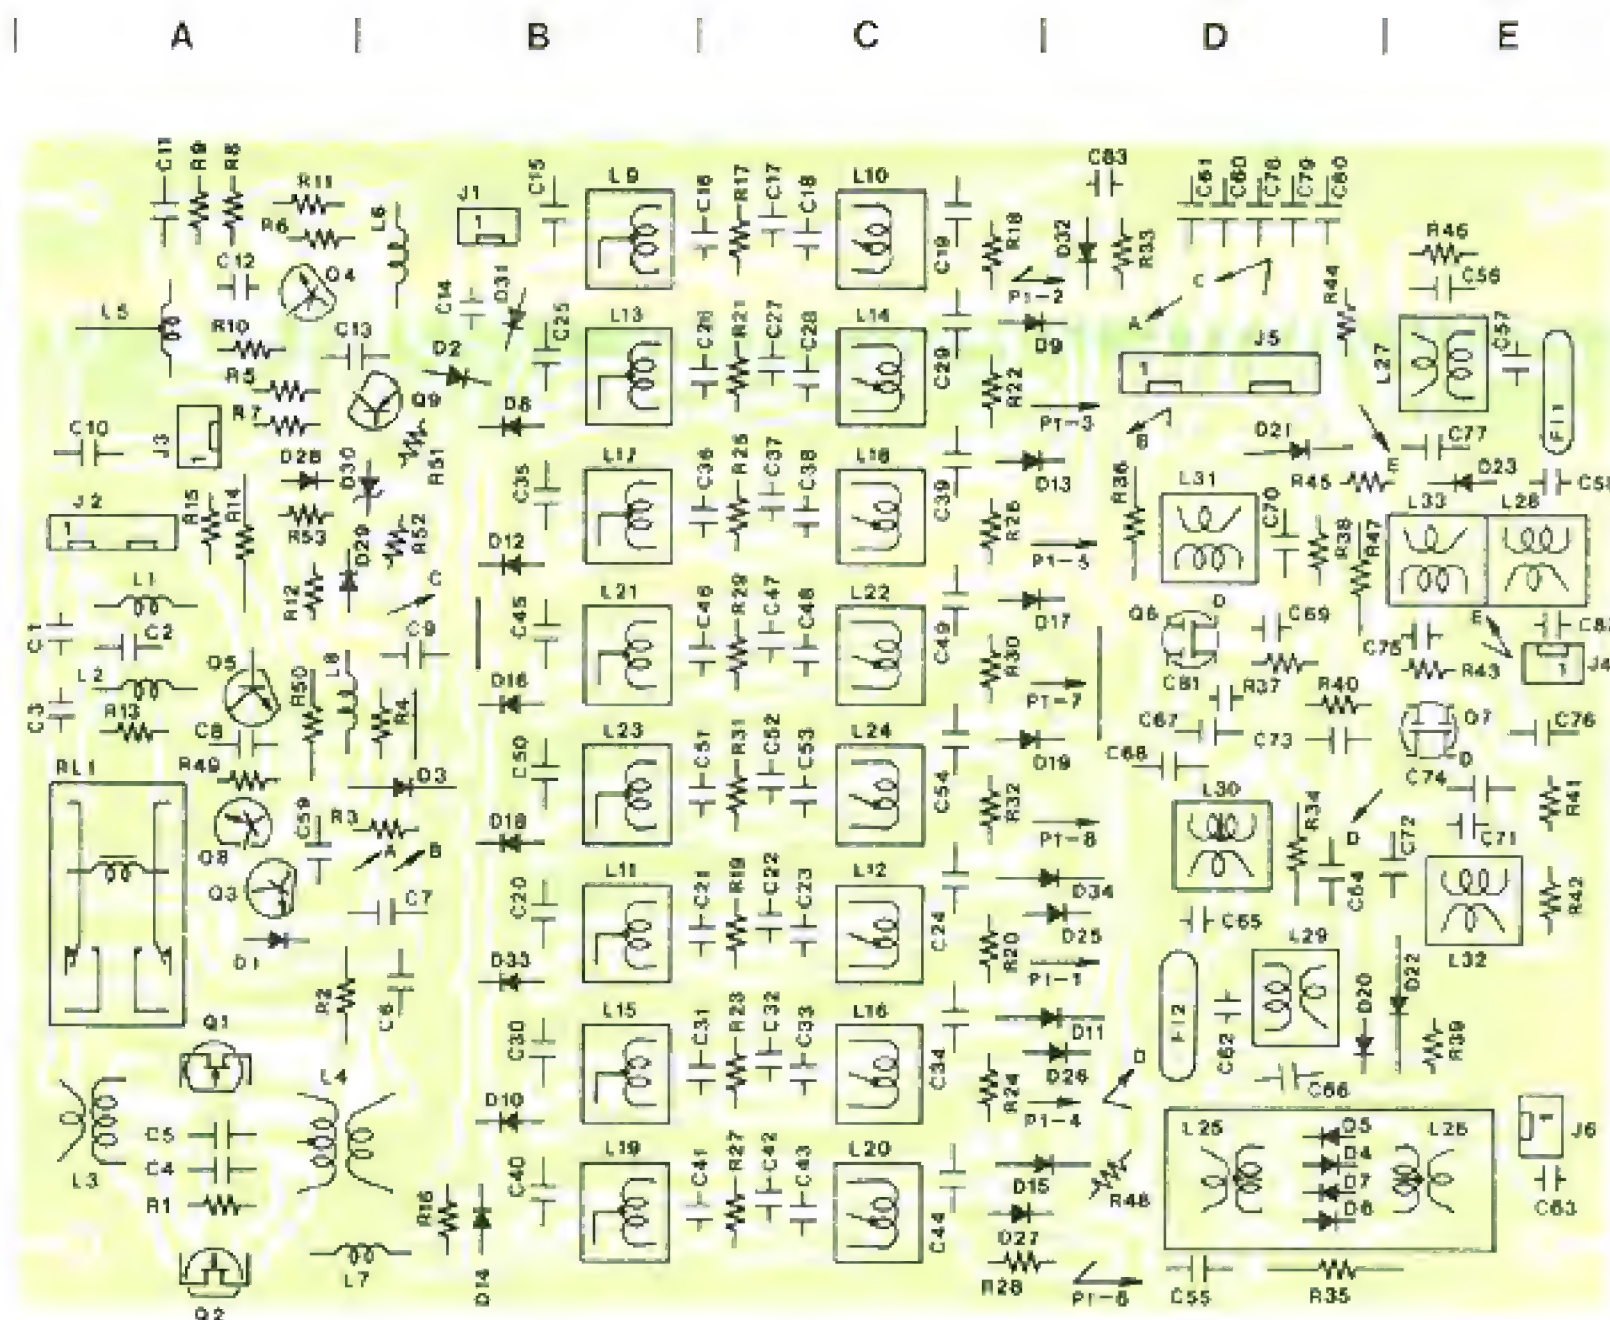 A B C D E
C11 R9 R8 R11 R6 L6 J1 C15 L9 C16 R17 C17 C18 L10 C19 R18 D32 C83 R33 C61 C60 C78 C79 C80 R46 C56
C12 Q4 C14 D31 P1-2 C R44
L5 R10 C13 D2 C25 L13 C26 R21 C27 C28 L14 C29 D9 A J5 L27 C57
R5 Q9 R22 FI1
R7 D8 P1-3 B
C10 J3 D28 D30 R51 C35 L17 C36 R25 C37 C38 L18 C39 D13 R36 D21 E C77 D23
J2 R15 R14 R53 D29 R52 R26 L31 C70 R45 L33 L28
D12 P1-5 R38 R47
L1 R12 C C45 L21 C46 R29 C47 C48 L22 C49 D17 Q6 D C69 E
C1 C2 C9 R30 C75 J4
L2 Q5 R50 L8 R4 D16 P1-7 C81 R37 R40 R43
C3 R13 C8 C50 L23 C51 R31 C52 C53 L24 C54 D19 C67 C73 Q7 C76
RL1 R49 D3 C68 C74 D
C59 R3 D18 R32 P1-8 L30 R34 D C72 C71 R41
Q8 A B
Q3 C7 C20 L11 C21 R19 C22 C23 L12 C24 D34 C64 R42
D1 D33 D25 R20 P1-1 C65 L29 L32
R2 C6 FI2 D20 D22
Q1 C30 L15 C31 R23 C32 C33 L16 C34 D11 C62 R39
L4 D26 R24 D C66
L3 C5 D10 P1-4 L25 D5 L26 J6
C4 C40 L19 C41 R27 C42 C43 L20 C44 D15 R48 D4
R1 R16 D7 C63
D6
L7 D14 D27
Q2 R28 P1-6 C55 R35